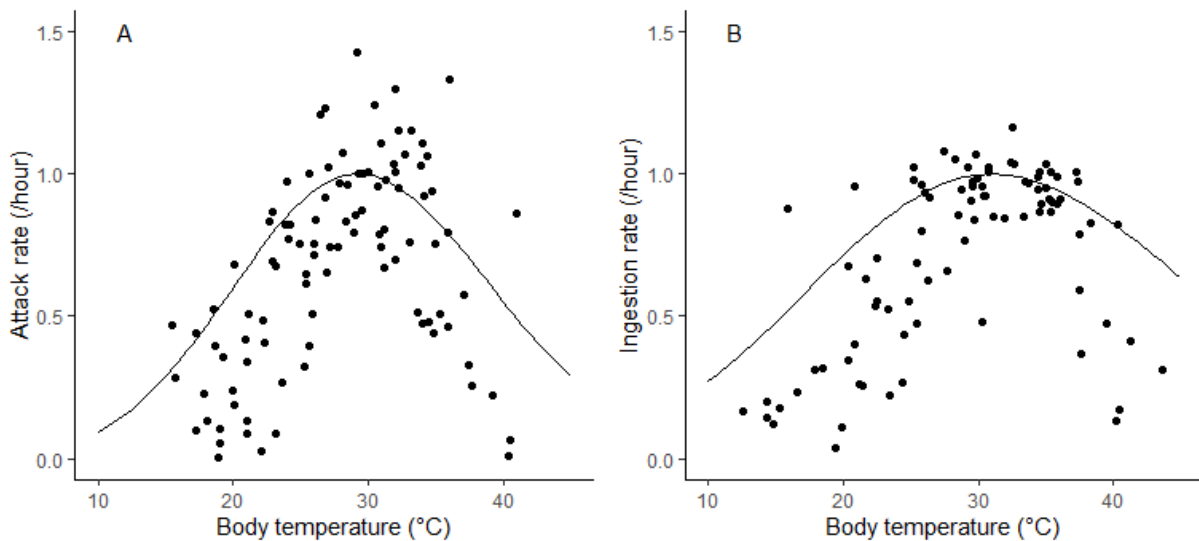 A
Attack rate (/hour)
1.5
1.0
0.5
0.0
10 20 30 40
Body temperature (°C)
B
Ingestion rate (/hour)
1.5
1.0
0.5
0.0
10 20 30 40
Body temperature (°C)